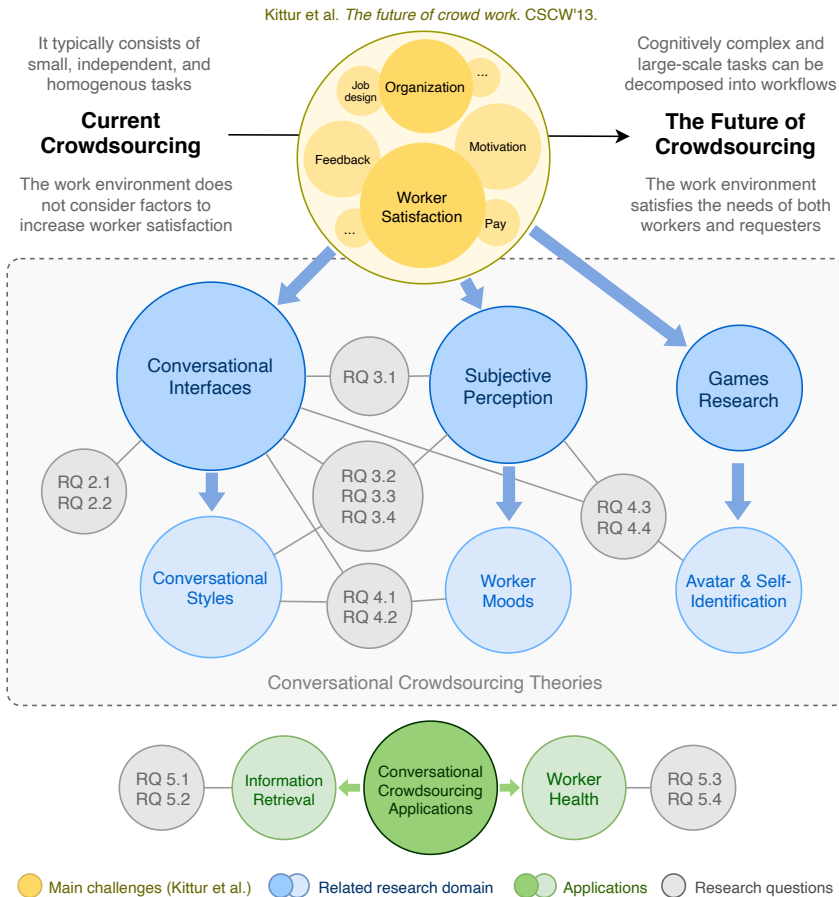 Kittur et al. The future of crowd work. CSCW'13.
It typically consists of
small, independent, and
homogenous tasks
Current
Crowdsourcing
The work environment does
not consider factors to
increase worker satisfaction
Job
design
Organization
...
Feedback
Motivation
Worker
Satisfaction
...
Pay
Cognitively complex and
large-scale tasks can be
decomposed into workflows
The Future of
Crowdsourcing
The work environment
satisfies the needs of both
workers and requesters
Conversational
Interfaces
RQ 3.1
Subjective
Perception
Games
Research
RQ 2.1
RQ 2.2
RQ 3.2
RQ 3.3
RQ 3.4
RQ 4.3
RQ 4.4
Conversational
Styles
RQ 4.1
RQ 4.2
Worker
Moods
Avatar & Self-
Identification
Conversational Crowdsourcing Theories
RQ 5.1
RQ 5.2
Information
Retrieval
Conversational
Crowdsourcing
Applications
Worker
Health
RQ 5.3
RQ 5.4
Main challenges (Kittur et al.)
Related research domain
Applications
Research questions